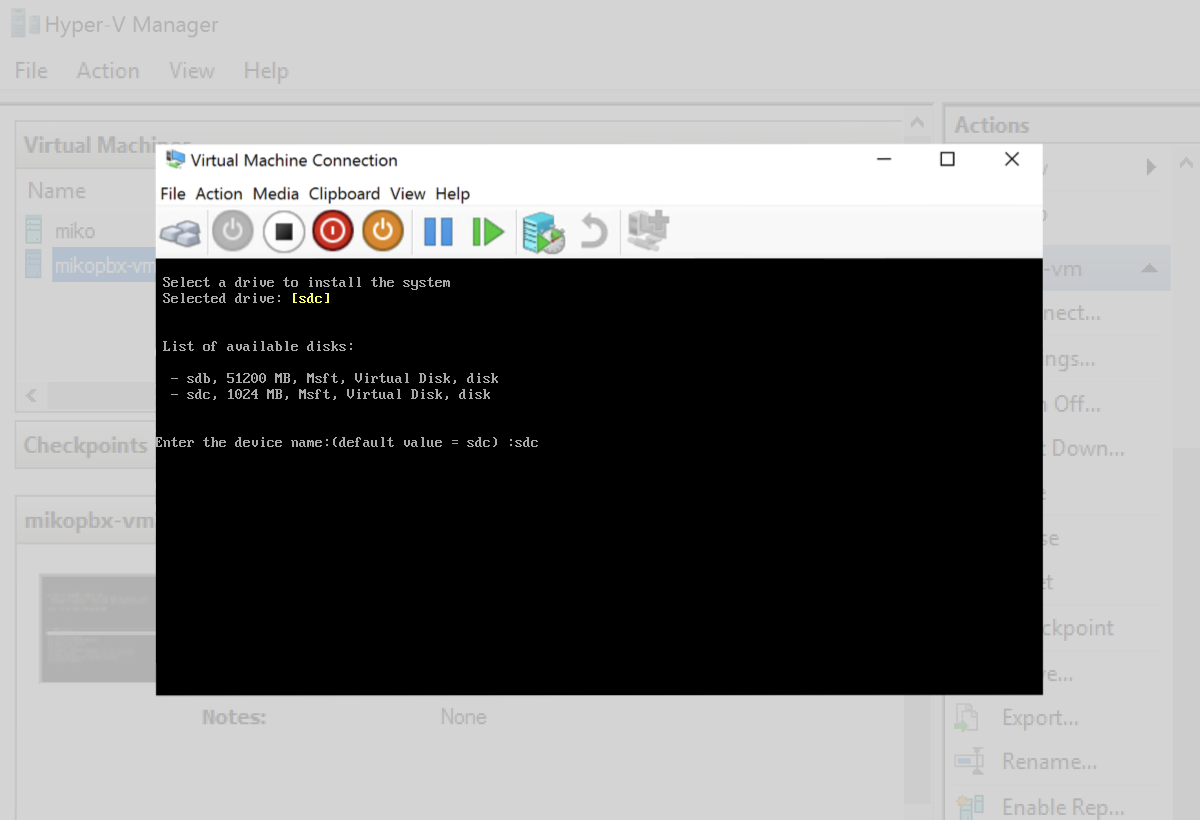 Hyper-V Manager
File Action View Help
Virtual Machines
Name
miko
mikopbx-vm
Checkpoints
mikopbx-vm
Notes: None
Virtual Machine Connection
File Action Media Clipboard View Help
Select a drive to install the system
Selected drive: [sdc]
List of available disks:
- sdb, 51200 MB, Msft, Virtual Disk, disk
- sdc, 1024 MB, Msft, Virtual Disk, disk
Enter the device name:(default value = sdc) :sdc
Actions
-vm
nect...
ngs...
Off...
Down...
se
et
ckpoint
e...
Export...
Rename...
Enable Rep...